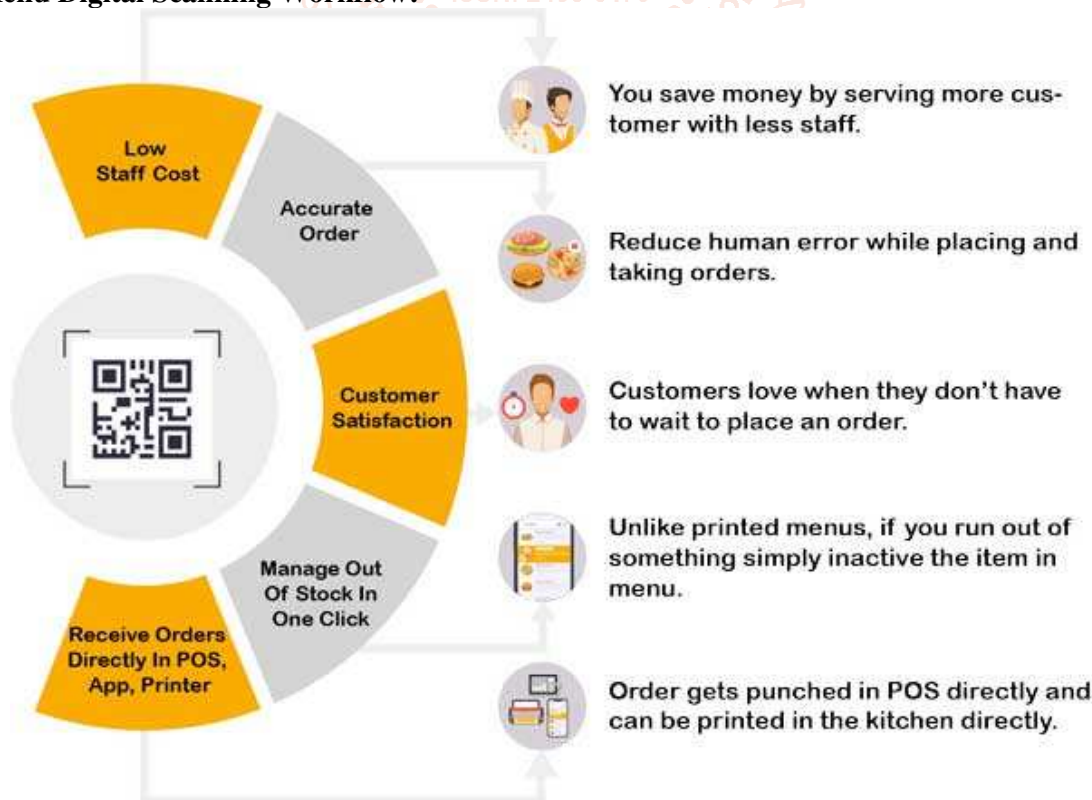 Digital Scanning Workflow:
Low
Staff Cost
You save money by serving more cus-
tomer with less staff.
Accurate
Order
Reduce human error while placing and
taking orders.
Customer
Satisfaction
Customers love when they don't have
to wait to place an order.
Manage Out
Of Stock In
One Click
Unlike printed menus, if you run out of
something simply inactive the item in
menu.
Receive Orders
Directly In POS,
App, Printer
Order gets punched in POS directly and
can be printed in the kitchen directly.